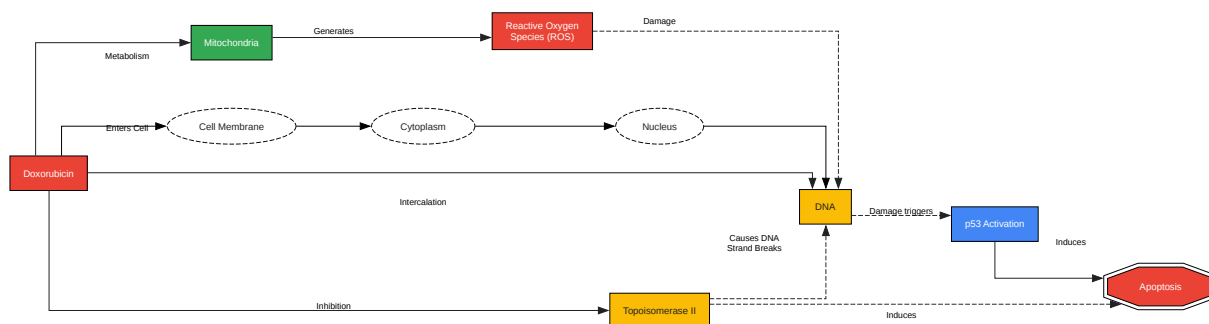 Reactive Oxygen
Species (ROS)
Damage
Generates
Mitochondria
Metabolism
Enters Cell
Cell Membrane
Cytoplasm
Nucleus
Doxorubicin
Intercalation
DNA
Damage triggers
p53 Activation
Causes DNA
Strand Breaks
Induces
Apoptosis
Inhibition
Topoisomerase II
Induces